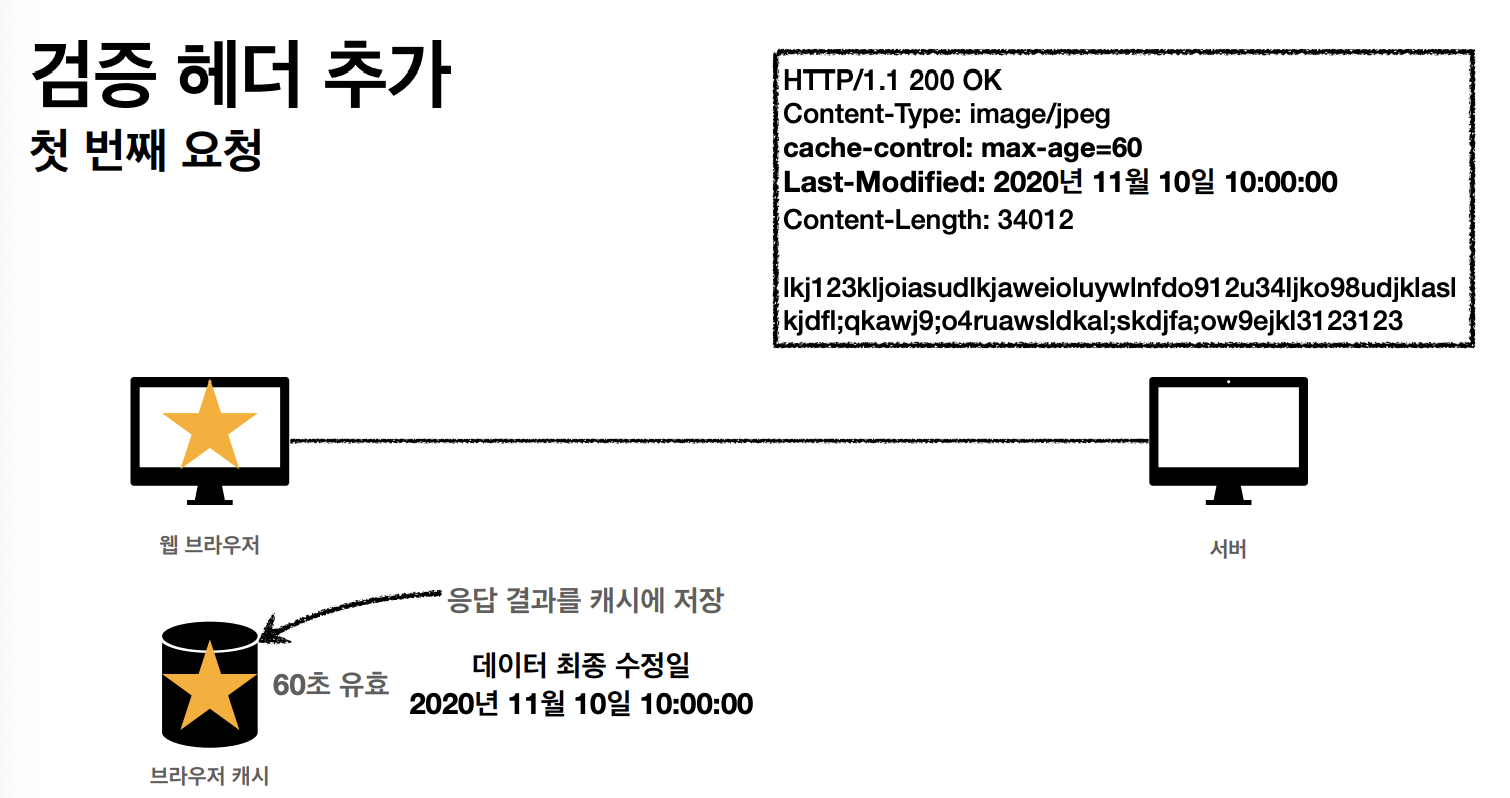 검증 헤더 추가
첫 번째 요청
HTTP/1.1 200 OK
Content-Type: image/jpeg
cache-control: max-age=60
Last-Modified: 2020년 11월 10일 10:00:00
Content-Length: 34012
lkj123kljoiasudlkjaweioluywlnfdo912u34ljko98udjklasl
kjdfl;qkawj9;o4ruawsldkal;skdjfa;ow9ejkl3123123
웹 브라우저
서버
응답 결과를 캐시에 저장
60초 유효
데이터 최종 수정일
2020년 11월 10일 10:00:00
브라우저 캐시